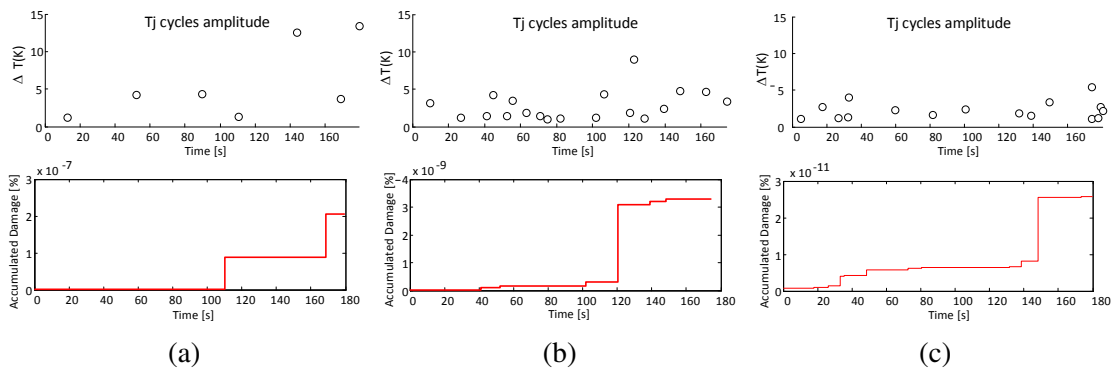 Tj cycles amplitude
Δ T(K)
15
10
5
0
0 20 40 60 80 100 120 140 160
Time [s]
x 10 -7
Accumulated Damage [%]
3
2
1
0
0 20 40 60 80 100 120 140 160 180
Time [s]
(a)
Tj cycles amplitude
Δ T(K)
15
10
5
0
0 20 40 60 80 100 120 140 160
Time [s]
x 10 -9
Accumulated Damage [%]
4
3
2
1
0
0 20 40 60 80 100 120 140 160 180
Time [s]
(b)
Tj cycles amplitude
Δ T(K)
15
10
5
0
0 20 40 60 80 100 120 140 160
Time [s]
x 10 -11
Accumulated Damage [%]
3
2
1
0
0 20 40 60 80 100 120 140 160 180
Time [s]
(c)